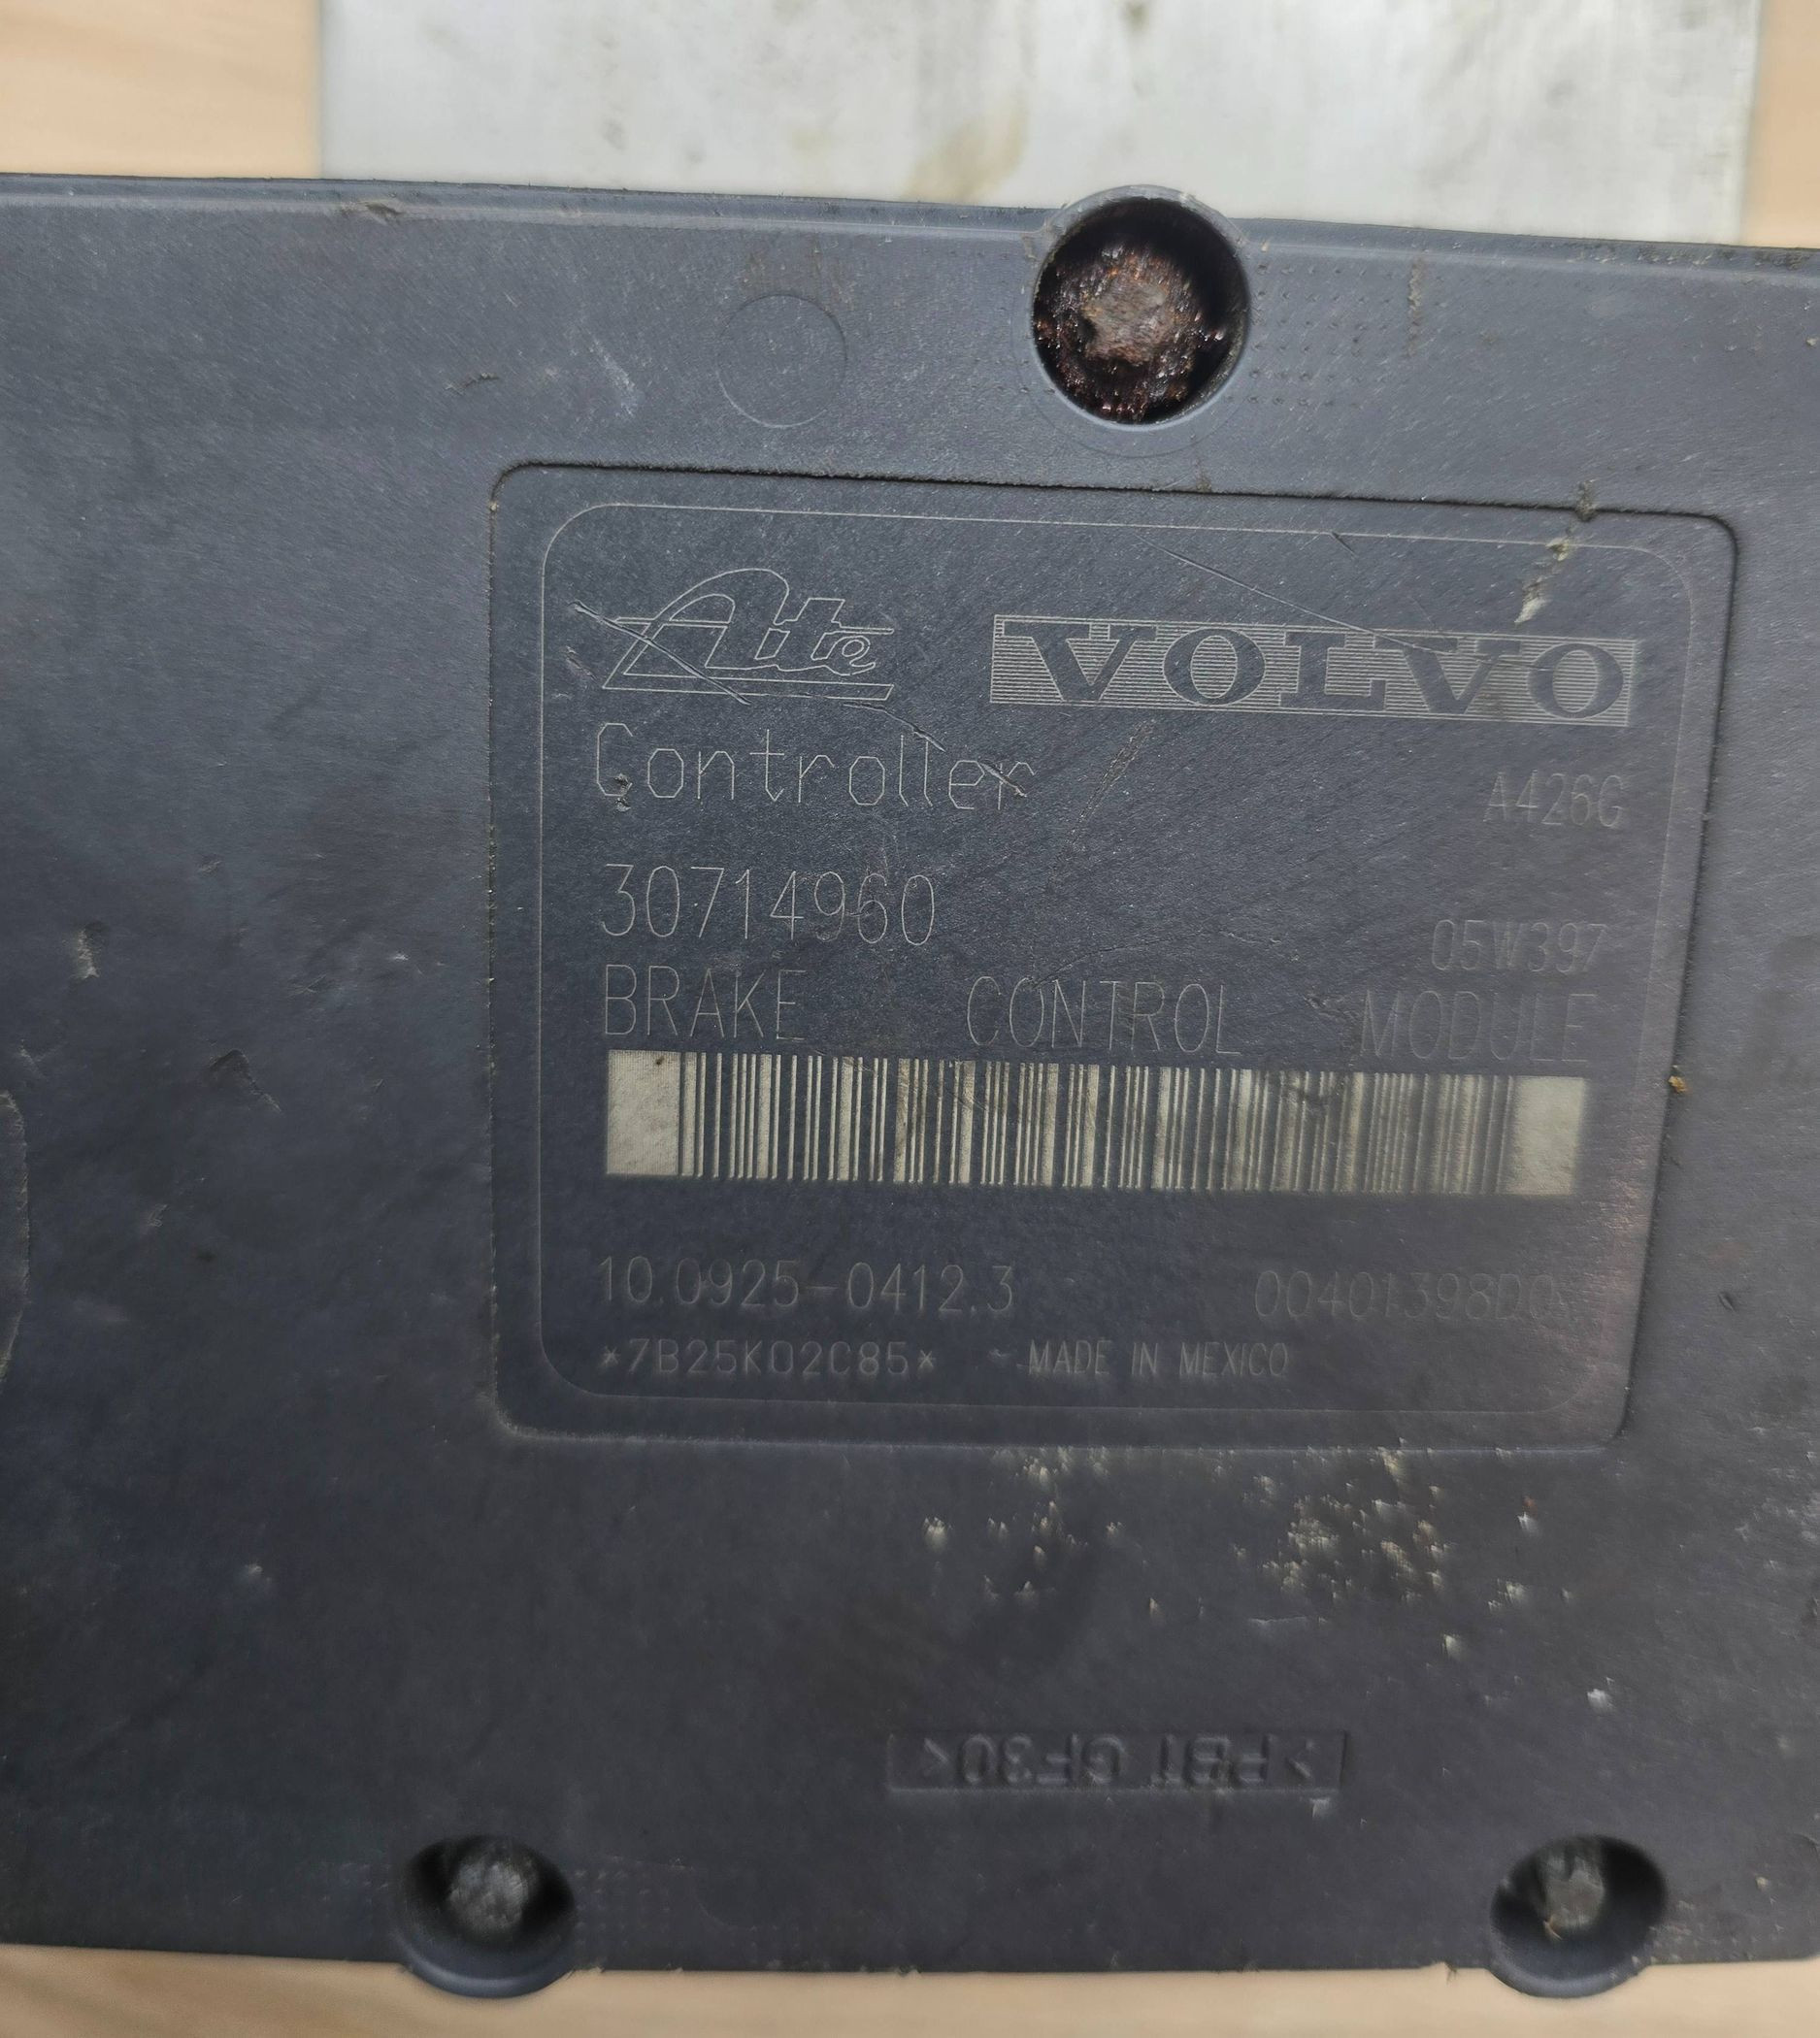 Ate VOLVO
Controller A426G
30714960 05W397
BRAKE CONTROL MODULE
10.0925-0412.3 00401398D0
*7B25K02C85* MADE IN MEXICO
>PBT GF30<